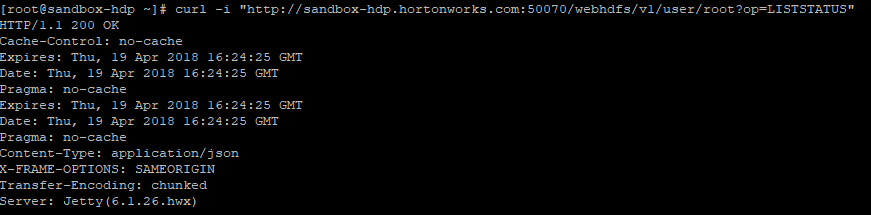 [root@sandbox-hdp ~]# curl -i "http://sandbox-hdp.hortonworks.com:50070/webhdfs/v1/user/root?op=LISTSTATUS"
HTTP/1.1 200 OK
Cache-Control: no-cache
Expires: Thu, 19 Apr 2018 16:24:25 GMT
Date: Thu, 19 Apr 2018 16:24:25 GMT
Pragma: no-cache
Expires: Thu, 19 Apr 2018 16:24:25 GMT
Date: Thu, 19 Apr 2018 16:24:25 GMT
Pragma: no-cache
Content-Type: application/json
X-FRAME-OPTIONS: SAMEORIGIN
Transfer-Encoding: chunked
Server: Jetty(6.1.26.hwx)